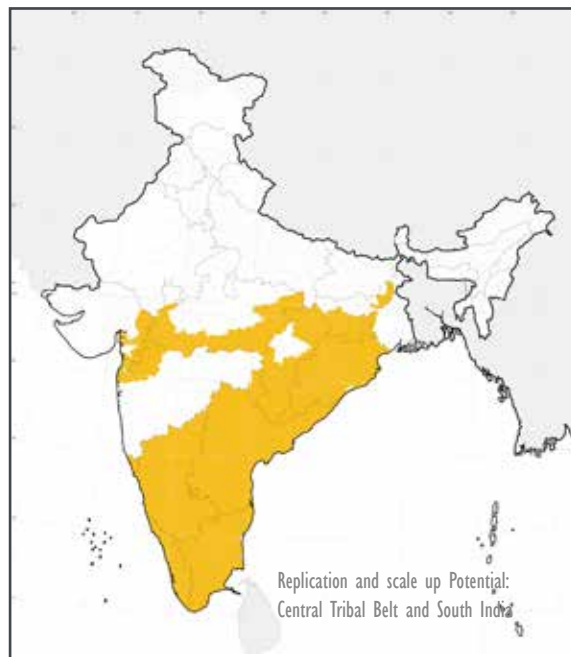 Replication and scale up Potential:
Central Tribal Belt and South India